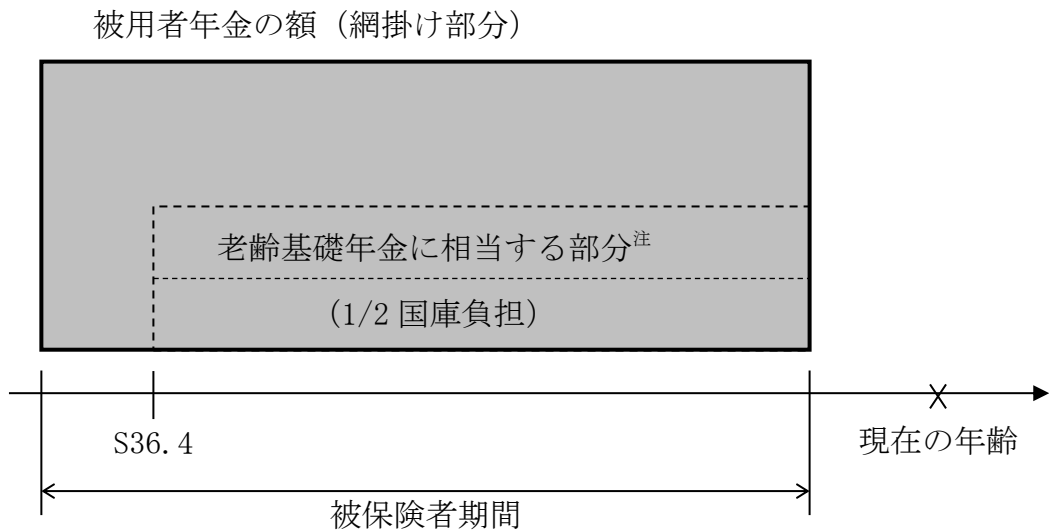 被用者年金の額（網掛け部分）
老齢基礎年金に相当する部分注
(1/2 国庫負担)
S36.4
現在の年齢
被保険者期間